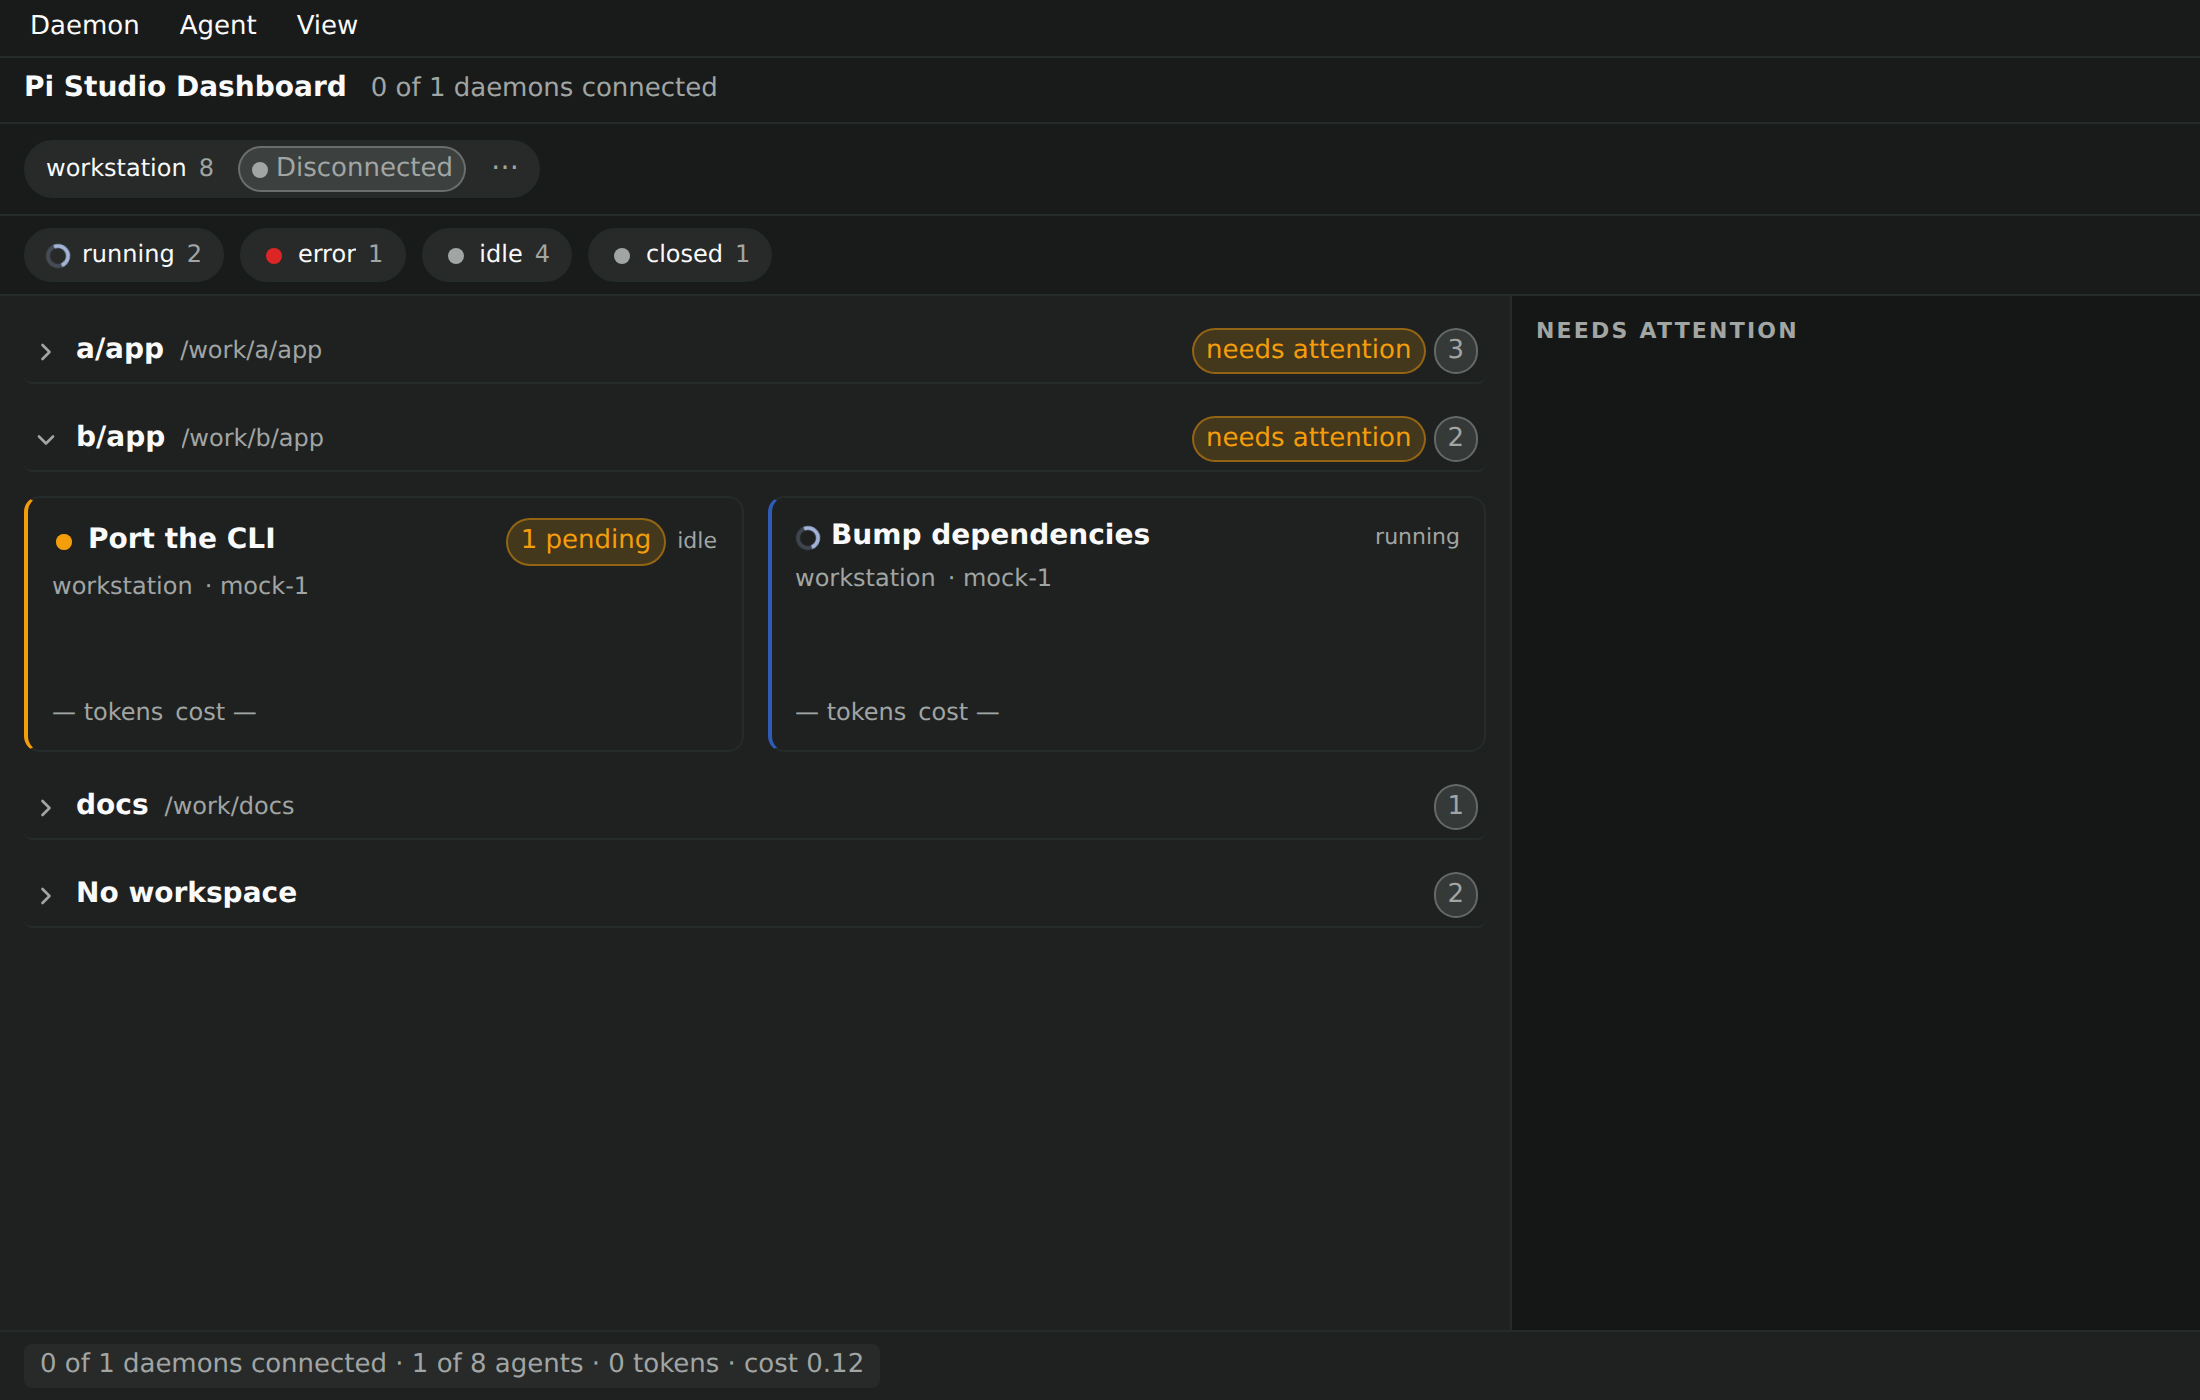 Daemon Agent View
Pi Studio Dashboard 0 of 1 daemons connected
workstation 8 Disconnected ···
running 2 error 1 idle 4 closed 1
a/app /work/a/app needs attention 3
b/app /work/b/app needs attention 2
Port the CLI 1 pending idle
workstation · mock-1
— tokens cost —
Bump dependencies running
workstation · mock-1
— tokens cost —
docs /work/docs 1
No workspace 2
NEEDS ATTENTION
0 of 1 daemons connected · 1 of 8 agents · 0 tokens · cost 0.12